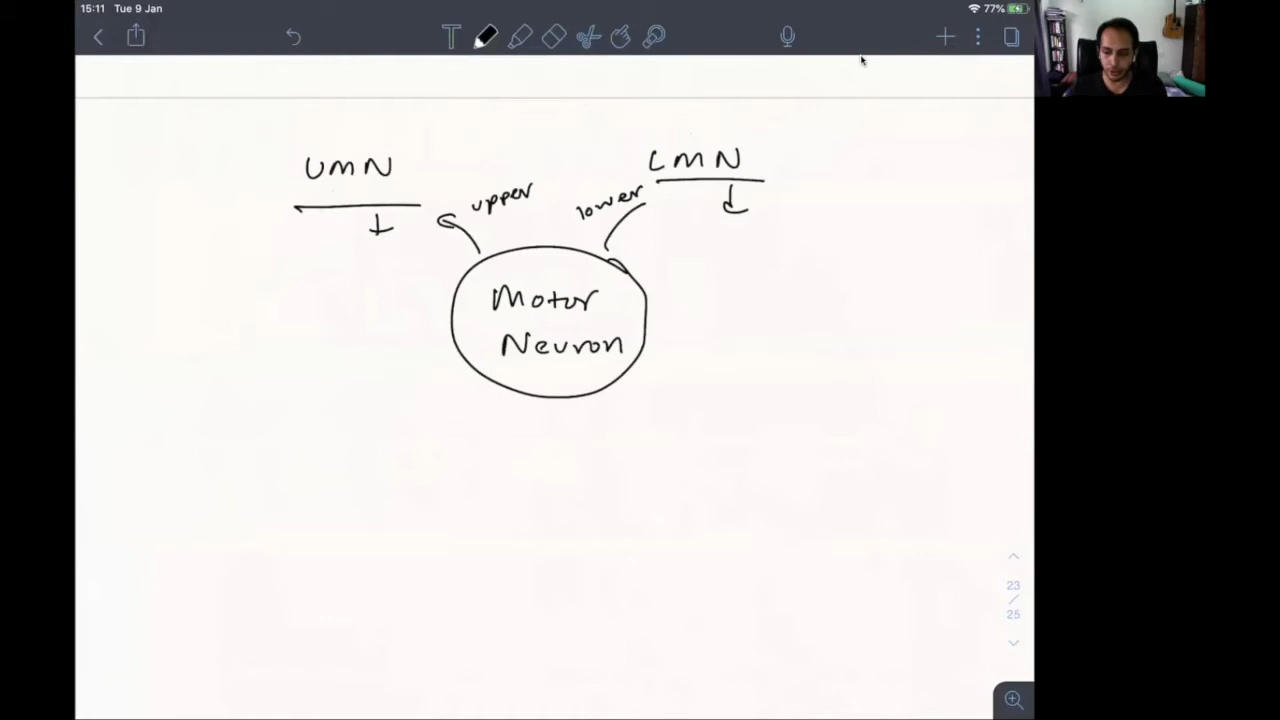 15:11 Tue 9 Jan
77%
T
UMN
LMN
upper
lower
Motor
Neuron
23
/
25